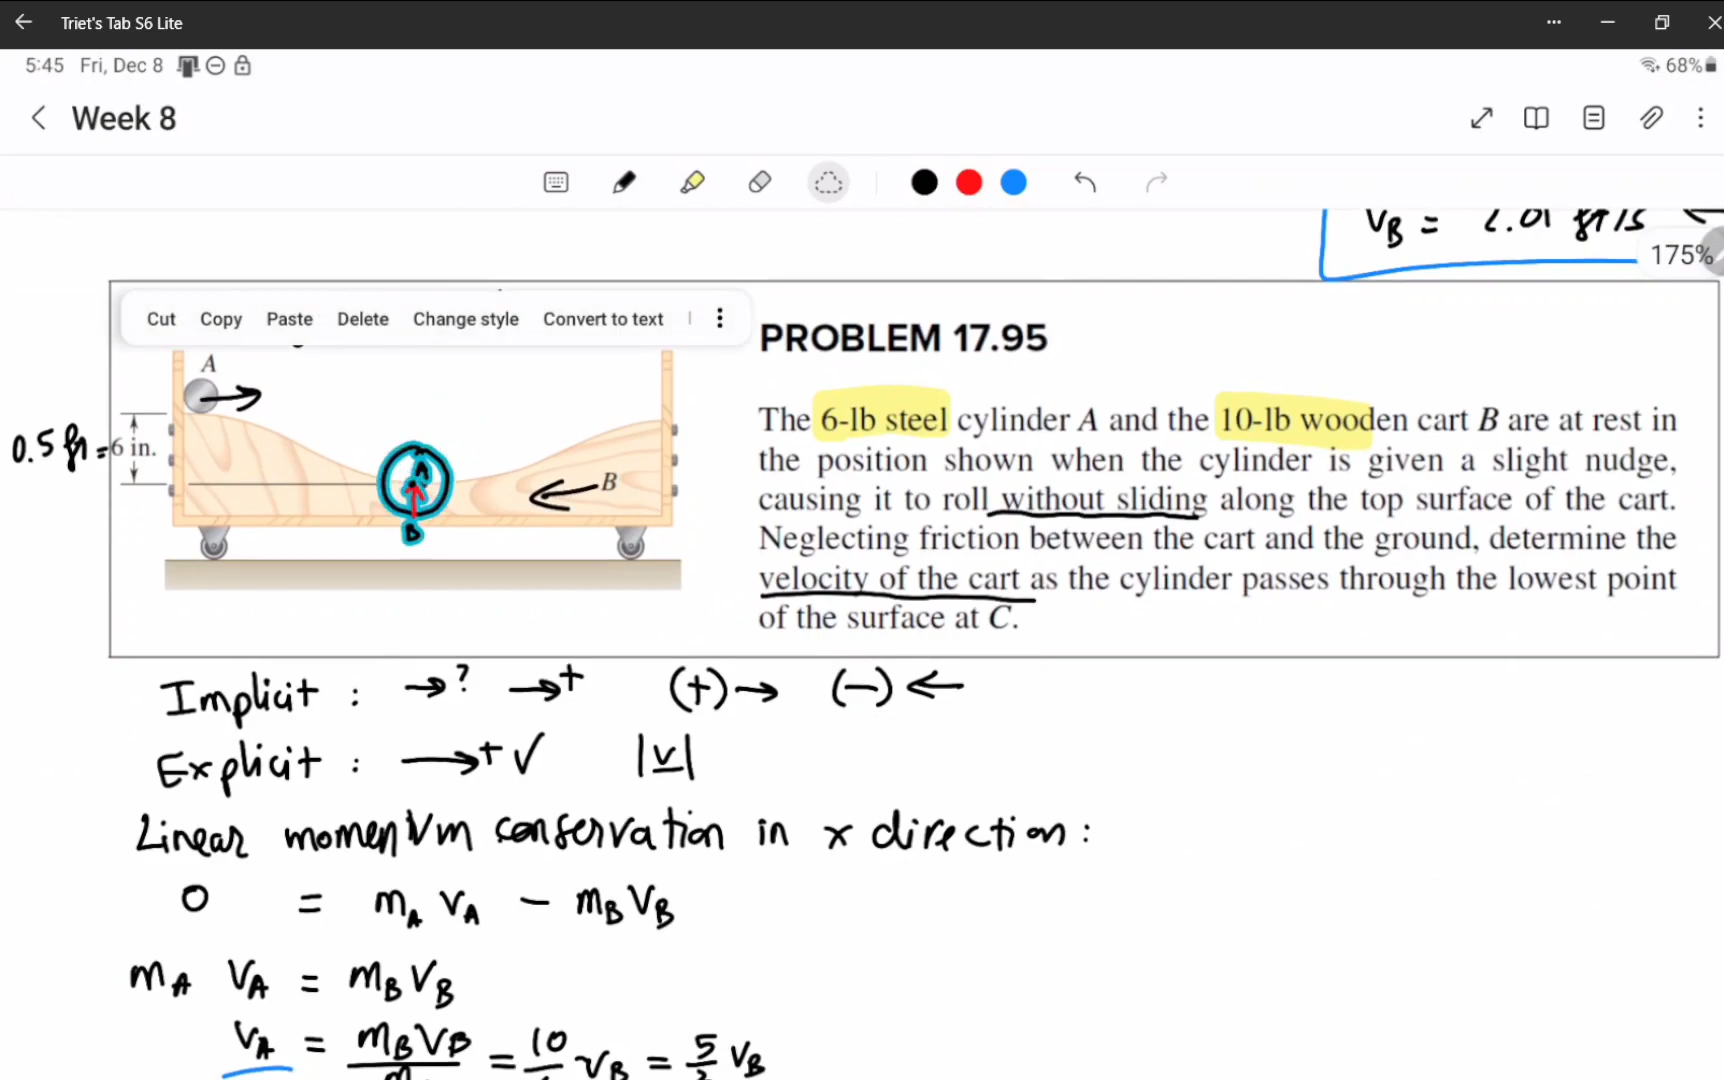 Triet's Tab S6 Lite
5:45 Fri, Dec 8
68%
Week 8
VB = 2.01 ft/s ←
175%
Cut Copy Paste Delete Change style Convert to text
PROBLEM 17.95
A
0.5 ft = 6 in.
A
B
B
The 6-lb steel cylinder A and the 10-lb wooden cart B are at rest in
the position shown when the cylinder is given a slight nudge,
causing it to roll without sliding along the top surface of the cart.
Neglecting friction between the cart and the ground, determine the
velocity of the cart as the cylinder passes through the lowest point
of the surface at C.
Implicit : →? →+ (+)→ (−)←
Explicit : →+ ✓ |v|
Linear momentum conservation in x direction:
0 = mA VA − mB VB
mA VA = mB VB
VA = mB VB = 10 VB = 5 VB